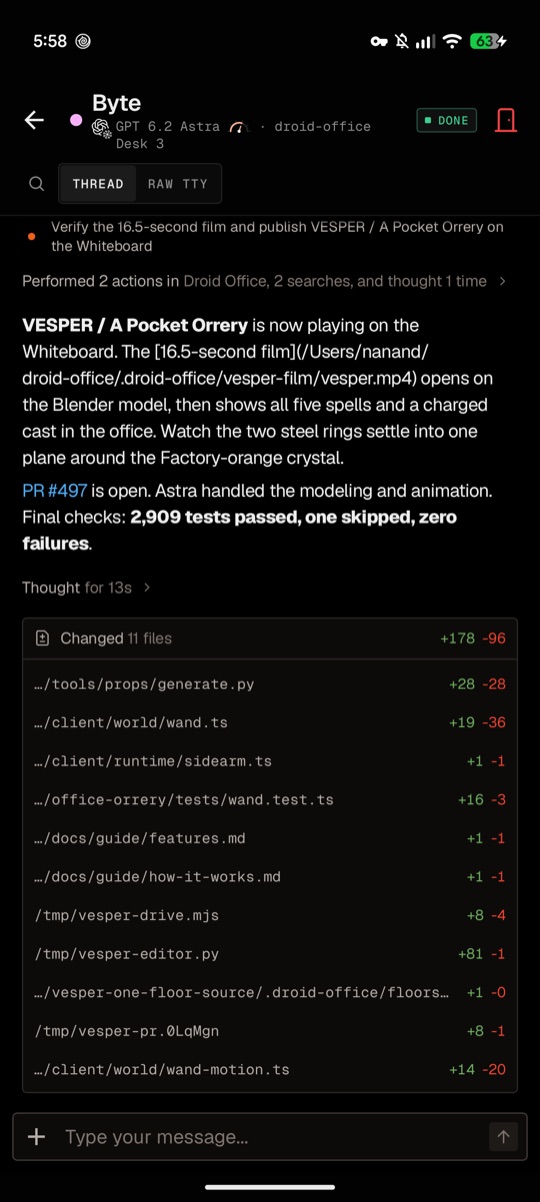 5:58
63
Byte
GPT 6.2 Astra · droid-office
Desk 3
DONE
THREAD
RAW TTY
Verify the 16.5-second film and publish VESPER / A Pocket Orrery on
the Whiteboard
Performed 2 actions in Droid Office, 2 searches, and thought 1 time
VESPER / A Pocket Orrery is now playing on the
Whiteboard. The [16.5-second film](/Users/nanand/
droid-office/.droid-office/vesper-film/vesper.mp4) opens on
the Blender model, then shows all five spells and a charged
cast in the office. Watch the two steel rings settle into one
plane around the Factory-orange crystal.
PR #497 is open. Astra handled the modeling and animation.
Final checks: 2,909 tests passed, one skipped, zero
failures.
Thought for 13s
Changed 11 files +178 -96
…/tools/props/generate.py +28 -28
…/client/world/wand.ts +19 -36
…/client/runtime/sidearm.ts +1 -1
…/office-orrery/tests/wand.test.ts +16 -3
…/docs/guide/features.md +1 -1
…/docs/guide/how-it-works.md +1 -1
/tmp/vesper-drive.mjs +8 -4
/tmp/vesper-editor.py +81 -1
…/vesper-one-floor-source/.droid-office/floors… +1 -0
/tmp/vesper-pr.0LqMgn +8 -1
…/client/world/wand-motion.ts +14 -20
Type your message...